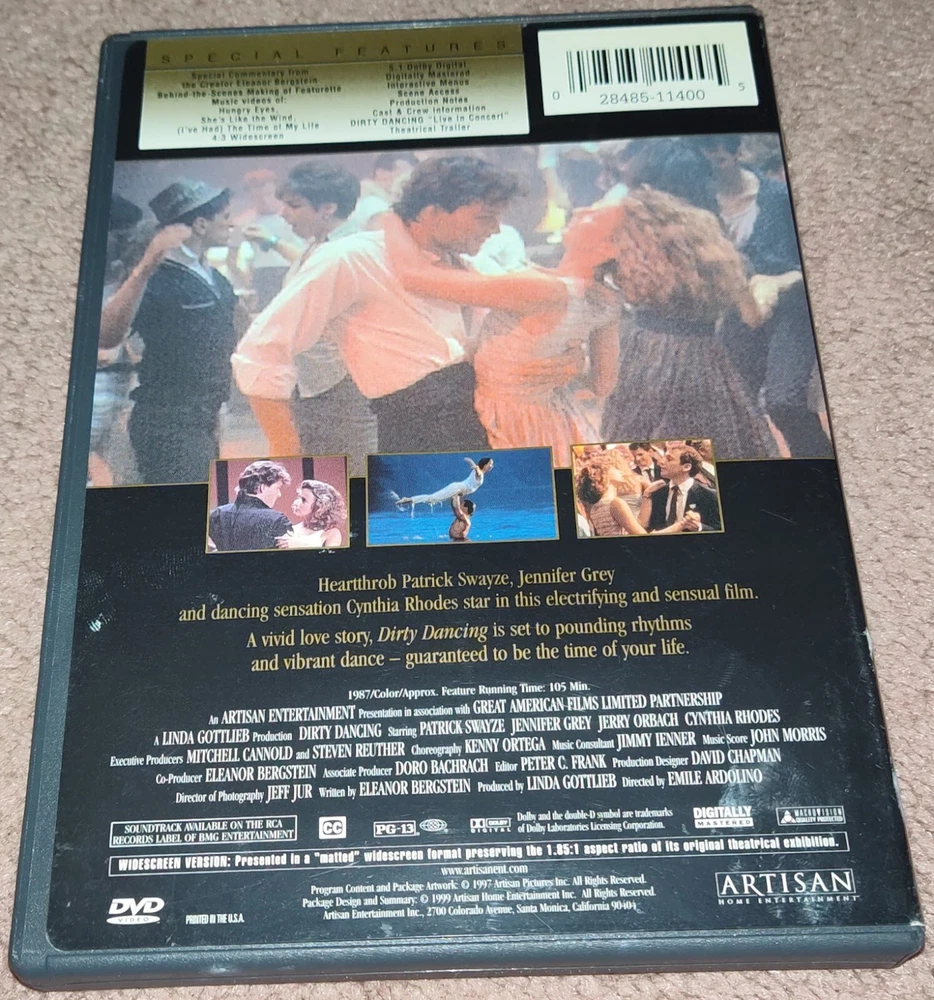 SPECIAL FEATURES
Special Commentary from
the Creator Eleanor Bergstein
Behind-the-Scenes Making of Featurette
Music videos of:
Hungry Eyes,
She's Like the Wind,
(I've Had) The Time of My Life
4:3 Widescreen
5.1 Dolby Digital
Digitally Mastered
Interactive Menus
Scene Access
Production Notes
Cast & Crew Information
DIRTY DANCING "Live in Concert"
Theatrical Trailer
0 28485-11400 5
Heartthrob Patrick Swayze, Jennifer Grey
and dancing sensation Cynthia Rhodes star in this electrifying and sensual film.
A vivid love story, Dirty Dancing is set to pounding rhythms
and vibrant dance – guaranteed to be the time of your life.
1987/Color/Approx. Feature Running Time: 105 Min.
An ARTISAN ENTERTAINMENT Presentation in association with GREAT AMERICAN FILMS LIMITED PARTNERSHIP
A LINDA GOTTLIEB Production DIRTY DANCING Starring PATRICK SWAYZE JENNIFER GREY JERRY ORBACH CYNTHIA RHODES
Executive Producers MITCHELL CANNOLD and STEVEN REUTHER Choreography KENNY ORTEGA Music Consultant JIMMY IENNER Music Score JOHN MORRIS
Co-Producer ELEANOR BERGSTEIN Associate Producer DORO BACHRACH Editor PETER C. FRANK Production Designer DAVID CHAPMAN
Director of Photography JEFF JUR Written by ELEANOR BERGSTEIN Produced by LINDA GOTTLIEB Directed by EMILE ARDOLINO
SOUNDTRACK AVAILABLE ON THE RCA
RECORDS LABEL OF BMG ENTERTAINMENT
CC
PG-13
DOLBY
DIGITAL
Dolby and the double-D symbol are trademarks
of Dolby Laboratories Licensing Corporation.
DIGITALLY
MASTERED
MACROVISION
QUALITY PROTECTED
WIDESCREEN VERSION: Presented in a "matted" widescreen format preserving the 1.85:1 aspect ratio of its original theatrical exhibition.
www.artisanent.com
Program Content and Package Artwork: © 1997 Artisan Pictures Inc. All Rights Reserved.
Package Design and Summary: © 1999 Artisan Home Entertainment Inc. All Rights Reserved.
Artisan Entertainment Inc., 2700 Colorado Avenue, Santa Monica, California 90404
DVD
VIDEO
PRINTED IN THE U.S.A.
ARTISAN
HOME ENTERTAINMENT